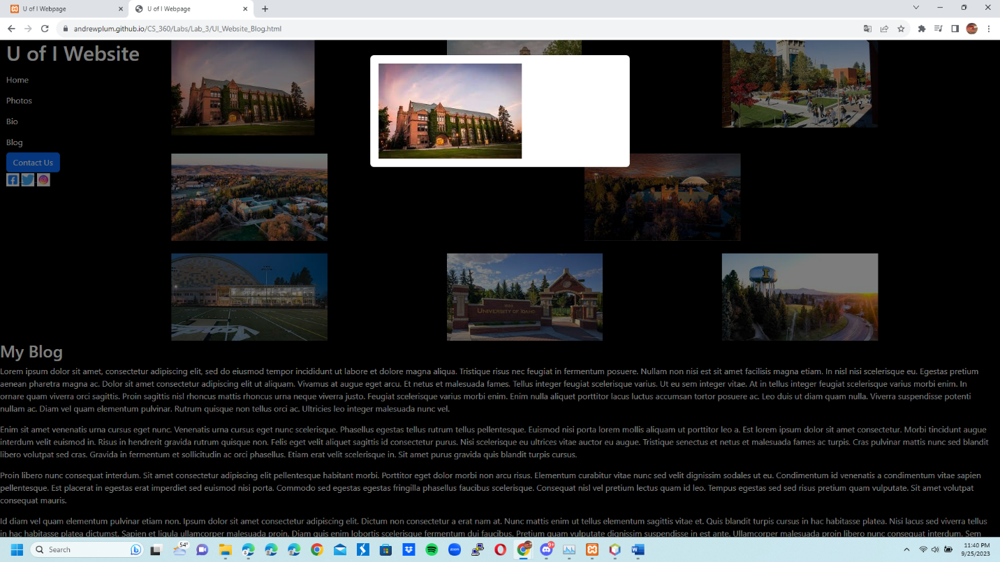 U of I Webpage
U of I Webpage
andrewplum.github.io/CS_360/Labs/Lab_3/UI_Website_Blog.html
U of I Website
Home
Photos
Bio
Blog
Contact Us
UNIVERSITY OF IDAHO
I
My Blog
Lorem ipsum dolor sit amet, consectetur adipiscing elit, sed do eiusmod tempor incididunt ut labore et dolore magna aliqua. Tristique risus nec feugiat in fermentum posuere. Nullam non nisi est sit amet facilisis magna etiam. In nisl nisi scelerisque eu. Egestas pretium
aenean pharetra magna ac. Dolor sit amet consectetur adipiscing elit ut aliquam. Vivamus at augue eget arcu. Et netus et malesuada fames. Tellus integer feugiat scelerisque varius. Ut eu sem integer vitae. At in tellus integer feugiat scelerisque varius morbi enim. In
ornare quam viverra orci sagittis. Proin sagittis nisl rhoncus mattis rhoncus urna neque viverra justo. Feugiat scelerisque varius morbi enim. Enim nulla aliquet porttitor lacus luctus accumsan tortor posuere ac. Leo duis ut diam quam nulla. Viverra suspendisse potenti
nullam ac. Diam vel quam elementum pulvinar. Rutrum quisque non tellus orci ac. Ultricies leo integer malesuada nunc vel.
Enim sit amet venenatis urna cursus eget nunc. Venenatis urna cursus eget nunc scelerisque. Phasellus egestas tellus rutrum tellus pellentesque. Euismod nisi porta lorem mollis aliquam ut porttitor leo a. Est lorem ipsum dolor sit amet consectetur. Morbi tincidunt augue
interdum velit euismod in. Risus in hendrerit gravida rutrum quisque non. Felis eget velit aliquet sagittis id consectetur purus. Nisi scelerisque eu ultrices vitae auctor eu augue. Tristique senectus et netus et malesuada fames ac turpis. Cras pulvinar mattis nunc sed blandit
libero volutpat sed cras. Gravida in fermentum et sollicitudin ac orci phasellus. Etiam erat velit scelerisque in. Sit amet purus gravida quis blandit turpis cursus.
Proin libero nunc consequat interdum. Sit amet consectetur adipiscing elit pellentesque habitant morbi. Porttitor eget dolor morbi non arcu risus. Elementum curabitur vitae nunc sed velit dignissim sodales ut eu. Condimentum id venenatis a condimentum vitae sapien
pellentesque. Est placerat in egestas erat imperdiet sed euismod nisi porta. Commodo sed egestas egestas fringilla phasellus faucibus scelerisque. Consequat nisl vel pretium lectus quam id leo. Tempus egestas sed sed risus pretium quam vulputate. Sit amet volutpat
consequat mauris.
Id diam vel quam elementum pulvinar etiam non. Ipsum dolor sit amet consectetur adipiscing elit. Dictum non consectetur a erat nam at. Nunc mattis enim ut tellus elementum sagittis vitae et. Quis blandit turpis cursus in hac habitasse platea. Nisi lacus sed viverra tellus
in hac habitasse platea dictumst. Sapien et ligula ullamcorper malesuada proin. Diam quis enim lobortis scelerisque fermentum dui faucibus. Pretium quam vulputate dignissim suspendisse in est ante. Ullamcorper malesuada proin libero nunc consequat interdum. Sem
Search
54°
zoom
9+
11:40 PM
9/25/2023